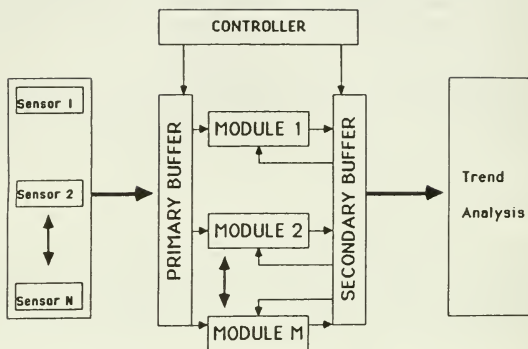 CONTROLLER
Sensor 1
Sensor 2
Sensor N
PRIMARY BUFFER
MODULE 1
MODULE 2
MODULE M
SECONDARY BUFFER
Trend
Analysis